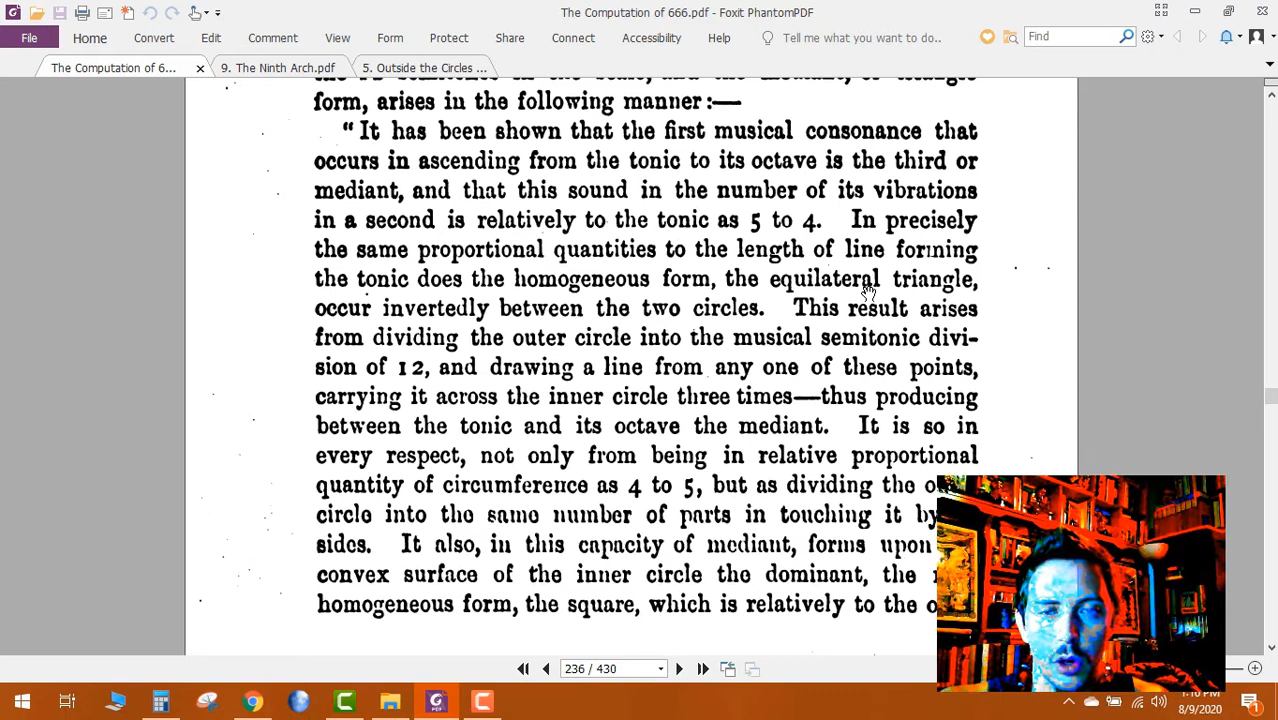 The Computation of 666.pdf - Foxit PhantomPDF
File Home Convert Edit Comment View Form Protect Share Connect Accessibility Help Tell me what you want to do.. Find
The Computation of 6... 9. The Ninth Arch.pdf 5. Outside the Circles ...
form, arises in the following manner :—
"It has been shown that the first musical consonance that
occurs in ascending from the tonic to its octave is the third or
mediant, and that this sound in the number of its vibrations
in a second is relatively to the tonic as 5 to 4. In precisely
the same proportional quantities to the length of line forming
the tonic does the homogeneous form, the equilateral triangle,
occur invertedly between the two circles. This result arises
from dividing the outer circle into the musical semitonic divi-
sion of 12, and drawing a line from any one of these points,
carrying it across the inner circle three times—thus producing
between the tonic and its octave the mediant. It is so in
every respect, not only from being in relative proportional
quantity of circumference as 4 to 5, but as dividing the
circle into the same number of parts in touching it by
sides. It also, in this capacity of mediant, forms upon
convex surface of the inner circle the dominant, the
homogeneous form, the square, which is relatively to the
236 / 430
1:10 PM
8/9/2020